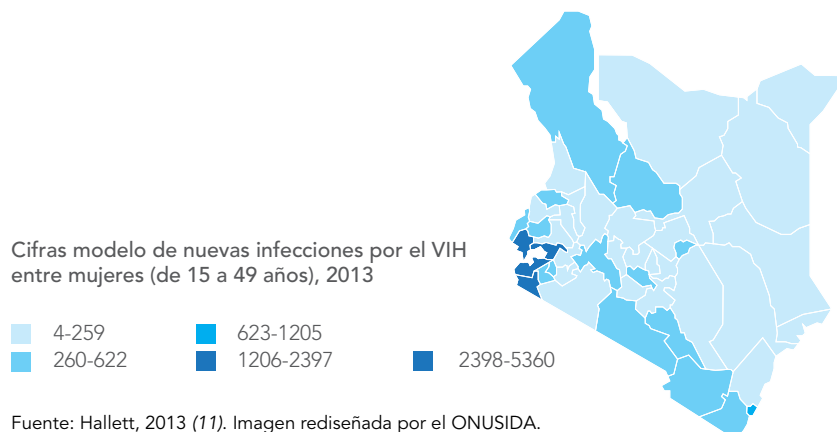 Cifras modelo de nuevas infecciones por el VIH
entre mujeres (de 15 a 49 años), 2013
4-259
623-1205
260-622
1206-2397
2398-5360
Fuente: Hallett, 2013 (11). Imagen rediseñada por el ONUSIDA.